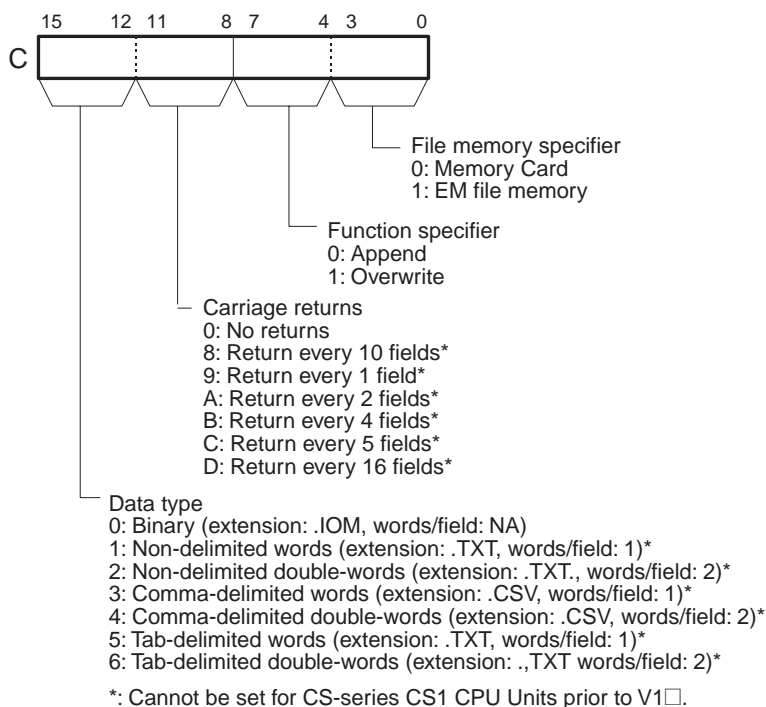 15 12 11 8 7 4 3 0
C
File memory specifier
0: Memory Card
1: EM file memory
Function specifier
0: Append
1: Overwrite
Carriage returns
0: No returns
8: Return every 10 fields*
9: Return every 1 field*
A: Return every 2 fields*
B: Return every 4 fields*
C: Return every 5 fields*
D: Return every 16 fields*
Data type
0: Binary (extension: .IOM, words/field: NA)
1: Non-delimited words (extension: .TXT, words/field: 1)*
2: Non-delimited double-words (extension: .TXT., words/field: 2)*
3: Comma-delimited words (extension: .CSV, words/field: 1)*
4: Comma-delimited double-words (extension: .CSV, words/field: 2)*
5: Tab-delimited words (extension: .TXT, words/field: 1)*
6: Tab-delimited double-words (extension: .,TXT words/field: 2)*
*: Cannot be set for CS-series CS1 CPU Units prior to V1□.